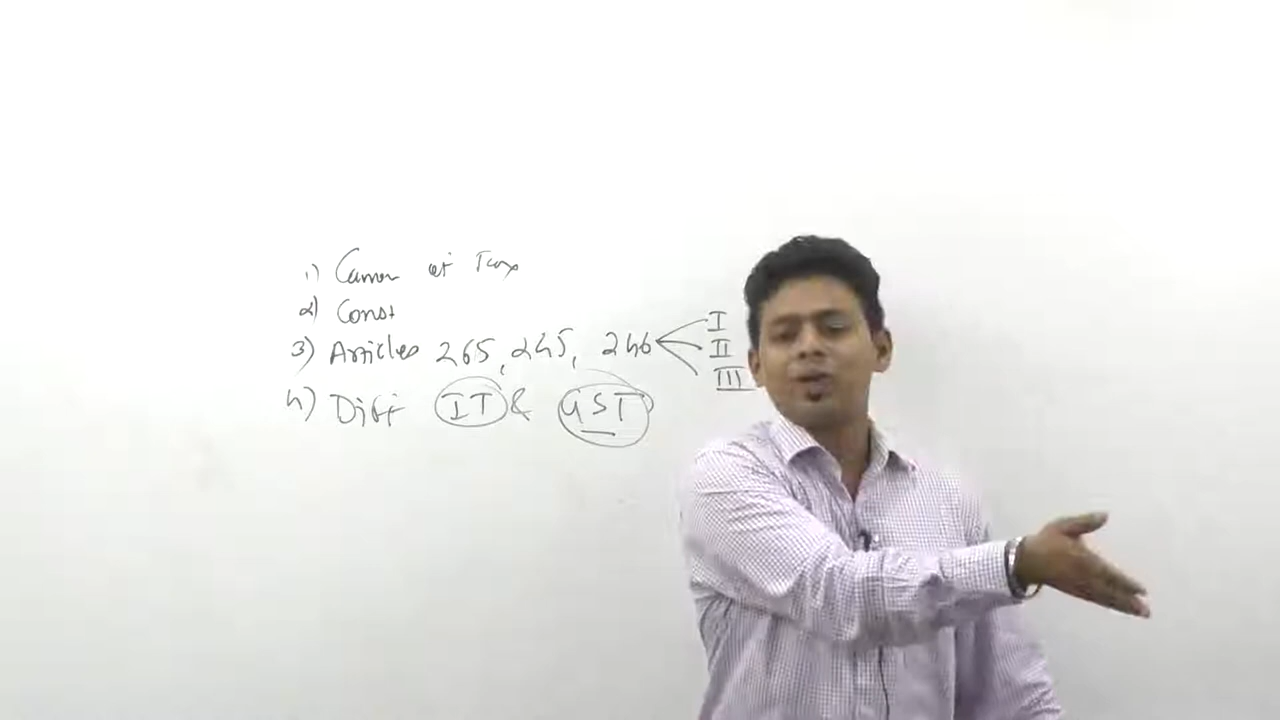 1) Canon of Tax
2) Const
3) Articles 265, 245, 246 I II III
4) Diff IT & GST